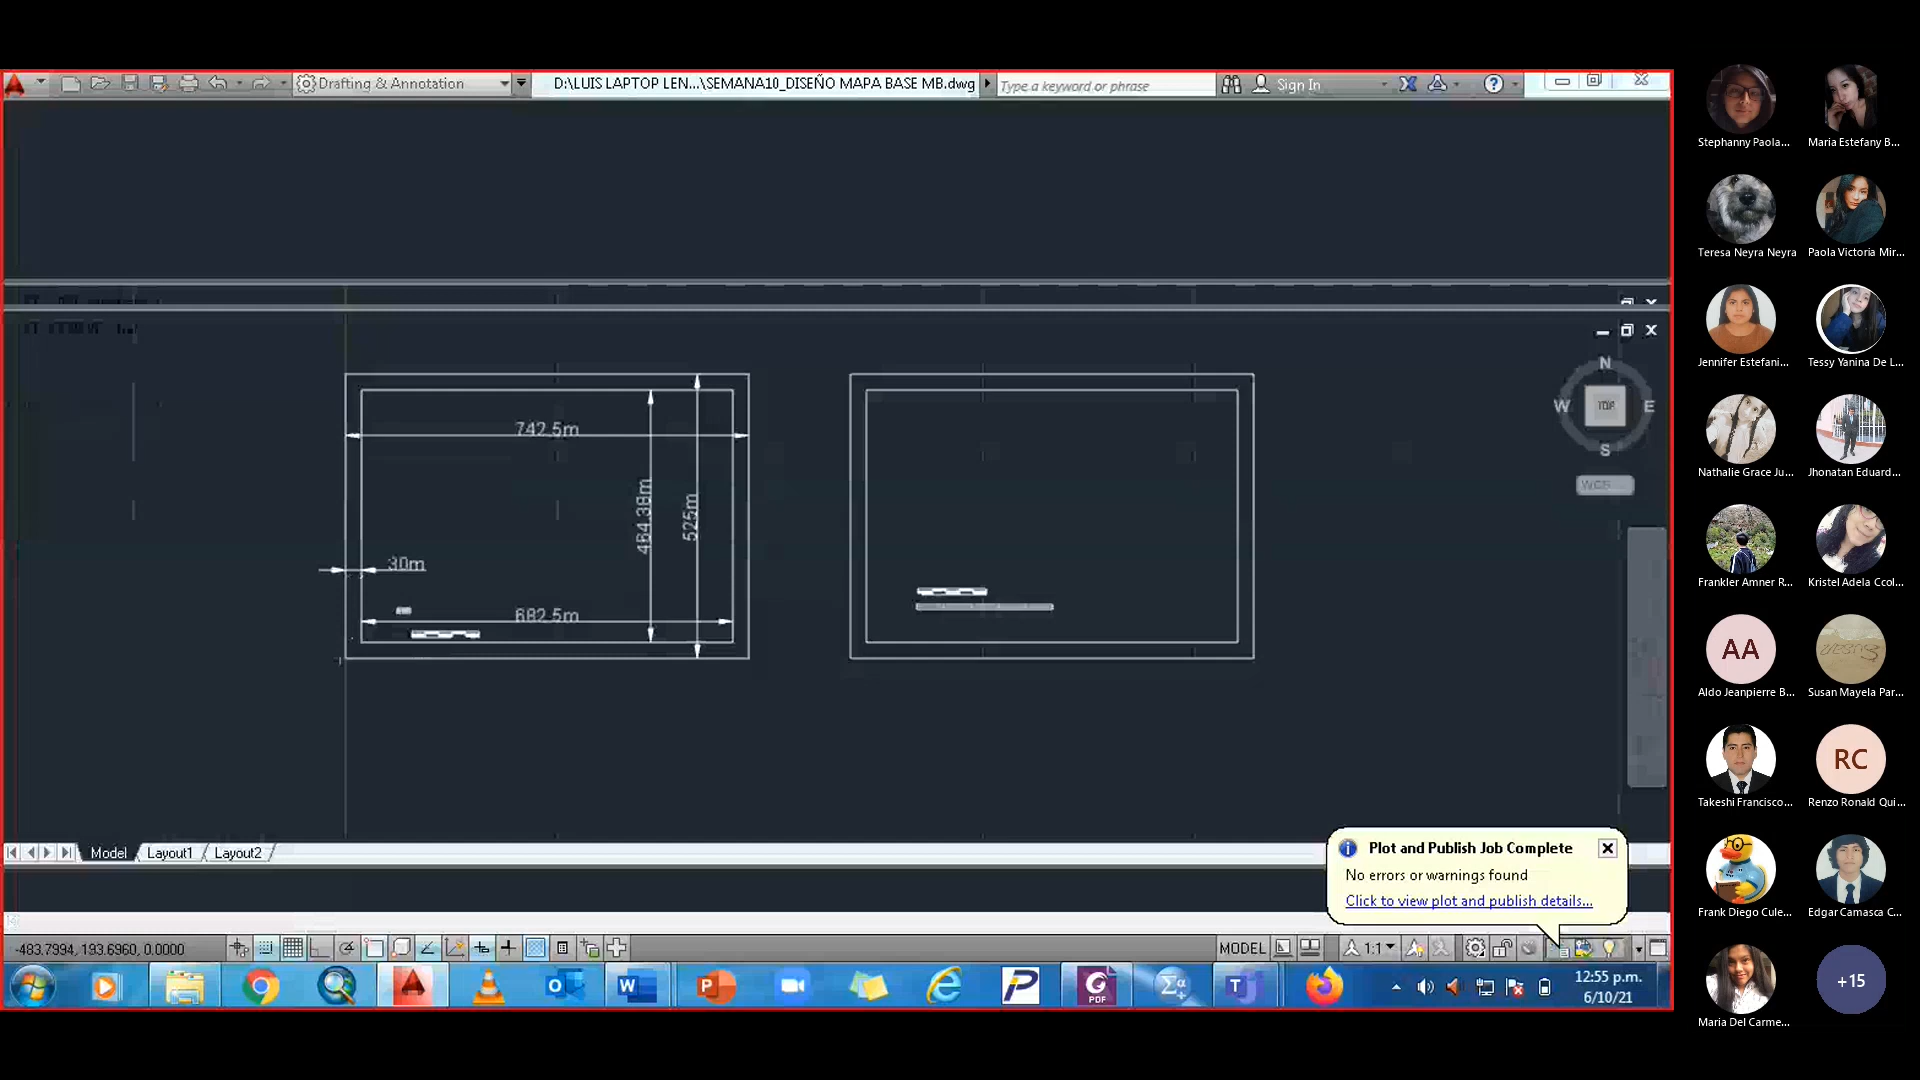 Drafting & Annotation
D:\LUIS LAPTOP LEN...\SEMANA10_DISEÑO MAPA BASE MB.dwg
Type a keyword or phrase
Sign In
N
W
TOP
E
S
WCS
742.5m
464.38m
525m
30m
682.5m
Model
Layout1
Layout2
Plot and Publish Job Complete
No errors or warnings found
Click to view plot and publish details...
-483.7994, 193.6960, 0.0000
MODEL
1:1
12:55 p.m.
6/10/21
Stephanny Paola...
Maria Estefany B...
Teresa Neyra Neyra
Paola Victoria Mir...
Jennifer Estefani...
Tessy Yanina De L...
Nathalie Grace Ju...
Jhonatan Eduard...
Frankler Amner R...
Kristel Adela Ccol...
AA
Aldo Jeanpierre B...
Susan Mayela Par...
Takeshi Francisco...
RC
Renzo Ronald Qui...
Frank Diego Cule...
Edgar Camasca C...
Maria Del Carme...
+15